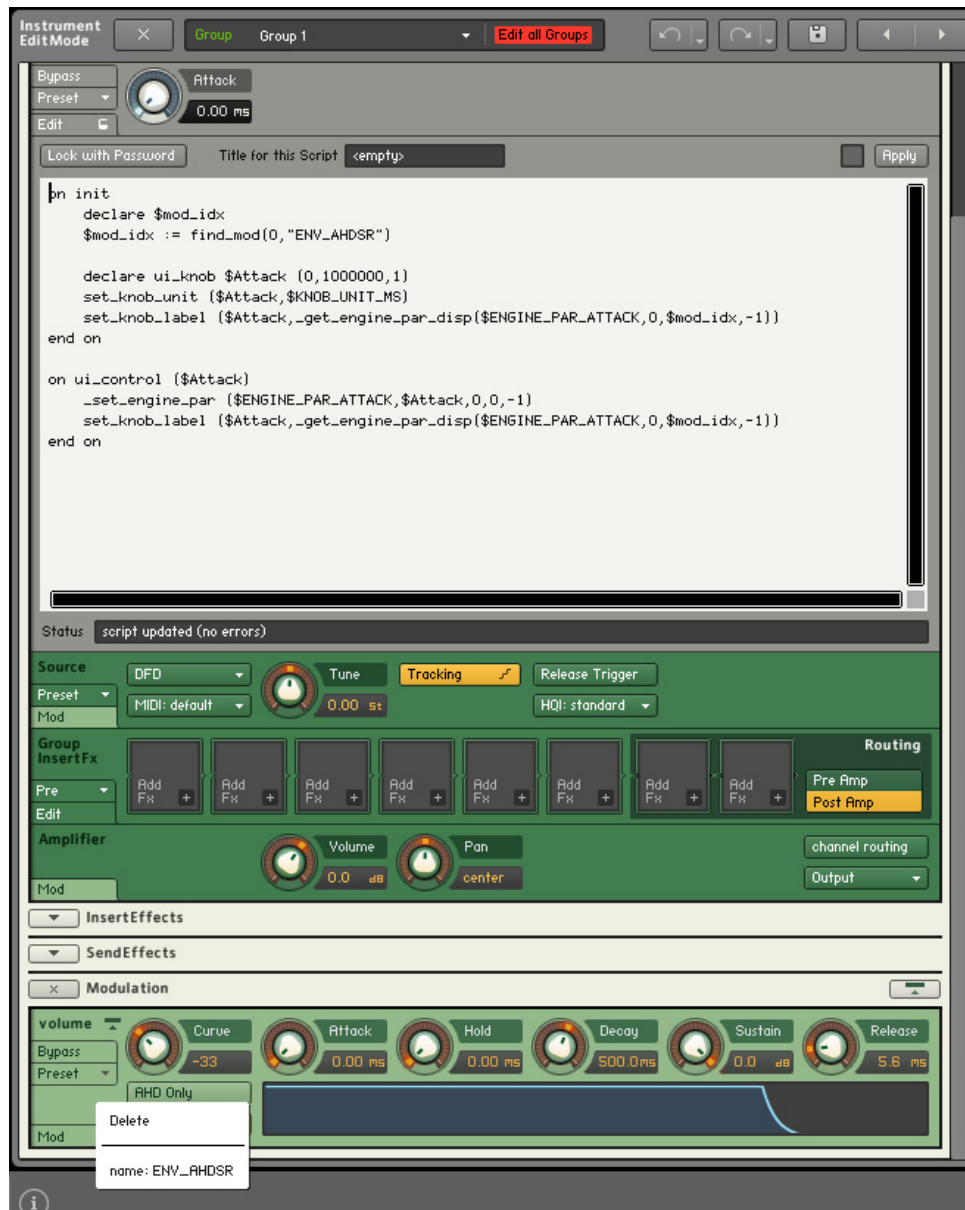 Instrument
EditMode
Group Group 1 Edit all Groups
Bypass
Preset
Edit
Attack
0.00 ms
Lock with Password Title for this Script <empty> Apply
on init
declare $mod_idx
$mod_idx := find_mod(0,"ENV_AHDSR")
declare ui_knob $Attack (0,1000000,1)
set_knob_unit ($Attack,$KNOB_UNIT_MS)
set_knob_label ($Attack,_get_engine_par_disp($ENGINE_PAR_ATTACK,0,$mod_idx,-1))
end on
on ui_control ($Attack)
_set_engine_par ($ENGINE_PAR_ATTACK,$Attack,0,0,-1)
set_knob_label ($Attack,_get_engine_par_disp($ENGINE_PAR_ATTACK,0,$mod_idx,-1))
end on
Status script updated (no errors)
Source
Preset
Mod
DFD Tune Tracking Release Trigger
MIDI: default 0.00 st HQI: standard
Group
InsertFx
Pre
Edit
Add Fx + Add Fx + Add Fx + Add Fx + Add Fx + Add Fx + Add Fx + Add Fx +
Routing
Pre Amp
Post Amp
Amplifier
Mod
Volume Pan channel routing
0.0 dB center Output
InsertEffects
SendEffects
× Modulation
volume
Bypass
Preset
Mod
Curve Attack Hold Decay Sustain Release
-33 0.00 ms 0.00 ms 500.0ms 0.0 dB 5.6 ms
AHD Only
Delete
name: ENV_AHDSR
i